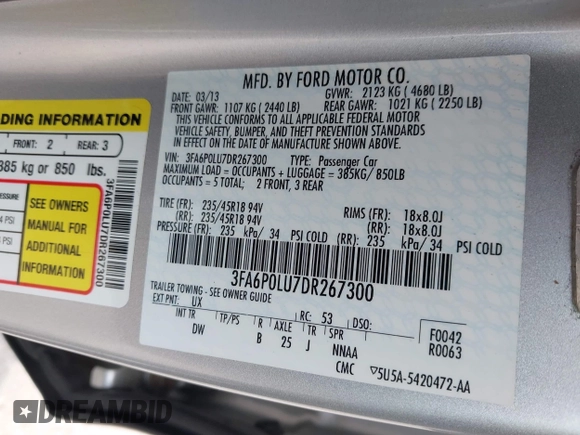 MFD. BY FORD MOTOR CO.
DATE: 03/13 GVWR: 2123 KG ( 4680 LB)
FRONT GAWR: 1107 KG ( 2440 LB) REAR GAWR: 1021 KG ( 2250 LB)
THIS VEHICLE CONFORMS TO ALL APPLICABLE FEDERAL MOTOR
VEHICLE SAFETY, BUMPER, AND THEFT PREVENTION STANDARDS
IN EFFECT ON THE DATE OF MANUFACTURE SHOWN ABOVE.
VIN: 3FA6P0LU7DR267300 TYPE: Passenger Car
MAXIMUM LOAD = OCCUPANTS + LUGGAGE = 385KG/850LB
OCCUPANTS = 5 TOTAL; 2 FRONT, 3 REAR
TIRE (FR): 235/45R18 94V RIMS (FR): 18x8.0J
(RR): 235/45R18 94V (RR): 18x8.0J
PRESSURE (FR): 235 kPa/ 34 PSI COLD (RR): 235 kPa/ 34 PSI COLD
3FA6P0LU7DR267300
TRAILER TOWING - SEE OWNER GUIDE
EXT PNT: UX RC: 53 DSO:
INT TR TP/PS R AXLE TR SPR
DW B 25 J NNAA
CMC
F0042
R0063
▽5U5A-5420472-AA
DING INFORMATION
FRONT: 2 REAR: 3
385 kg or 850 lbs.
SEE OWNERS
MANUAL FOR
ADDITIONAL
INFORMATION
PSI
PSI
3FA6P0LU7DR267300
DREAMBID